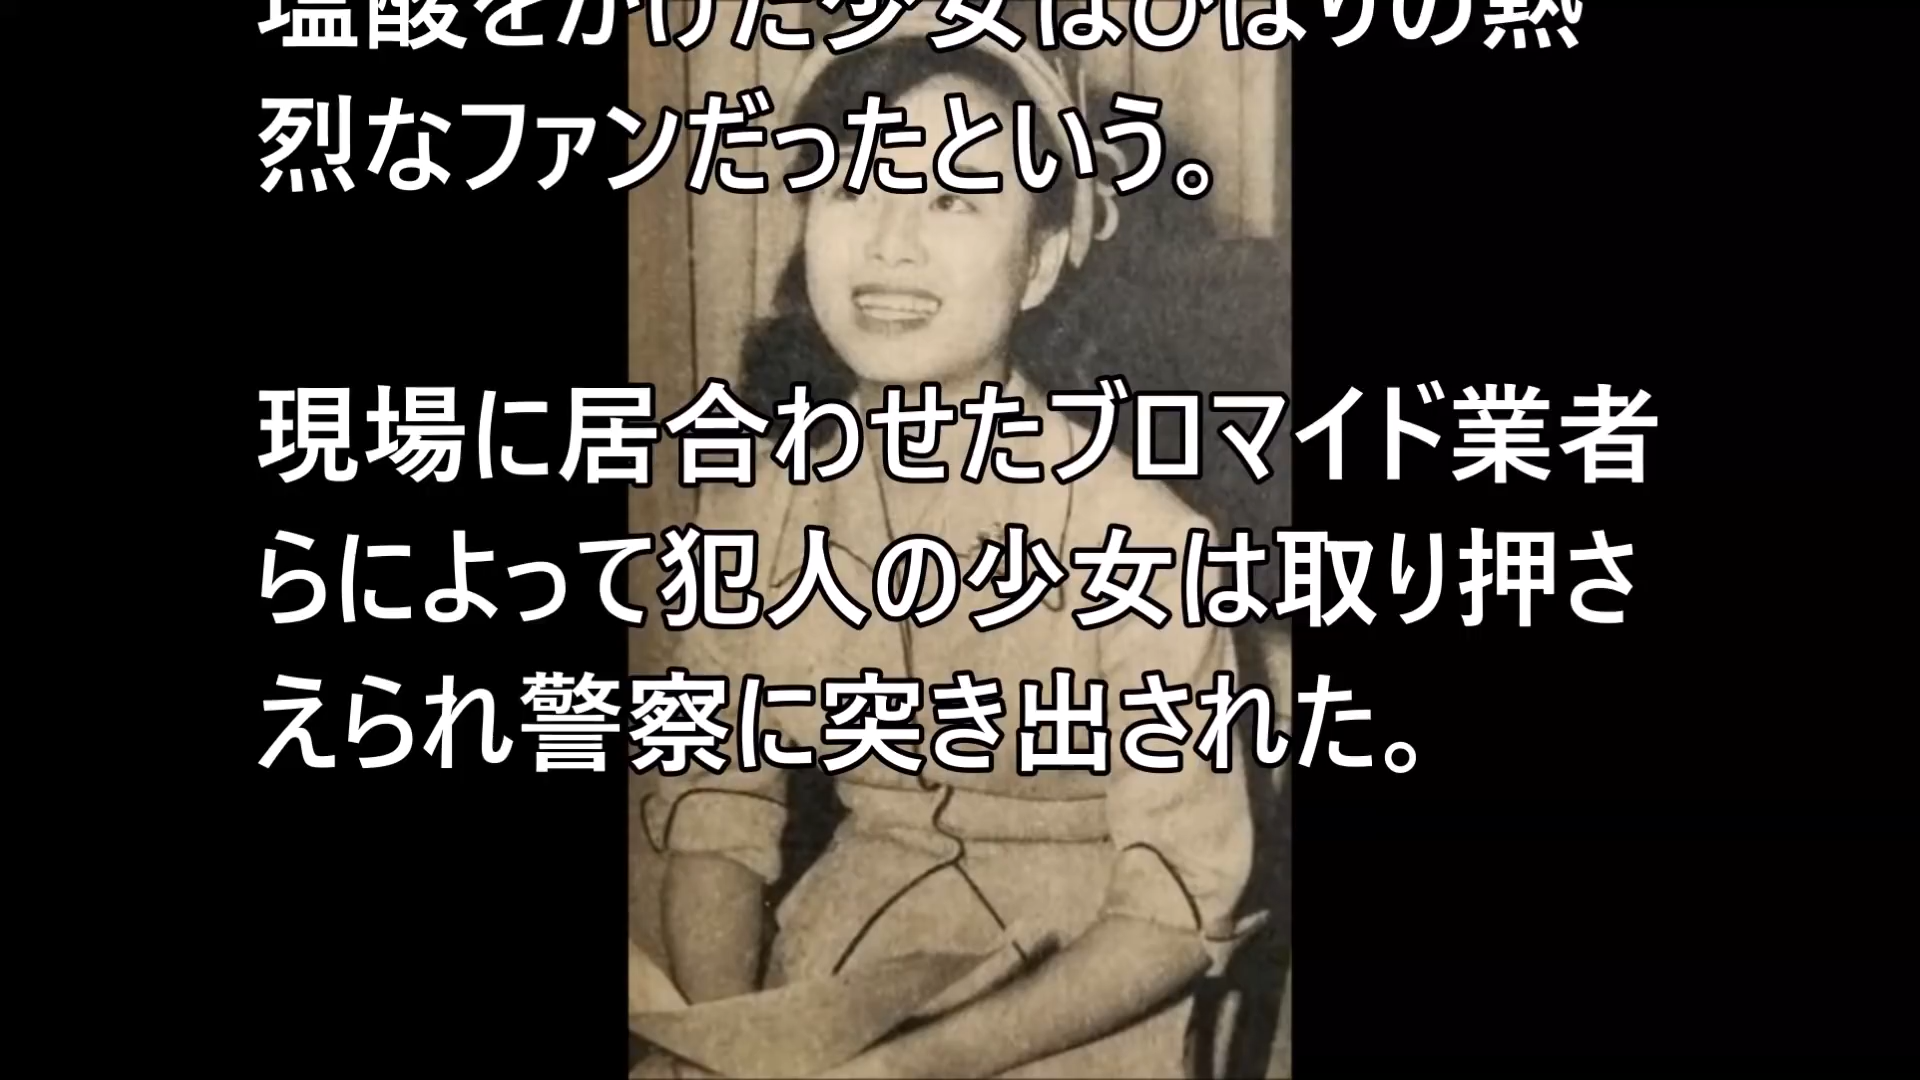 塩酸をかけた少女はひばりの熱
烈なファンだったという。
現場に居合わせたブロマイド業者
らによって犯人の少女は取り押さ
えられ警察に突き出された。